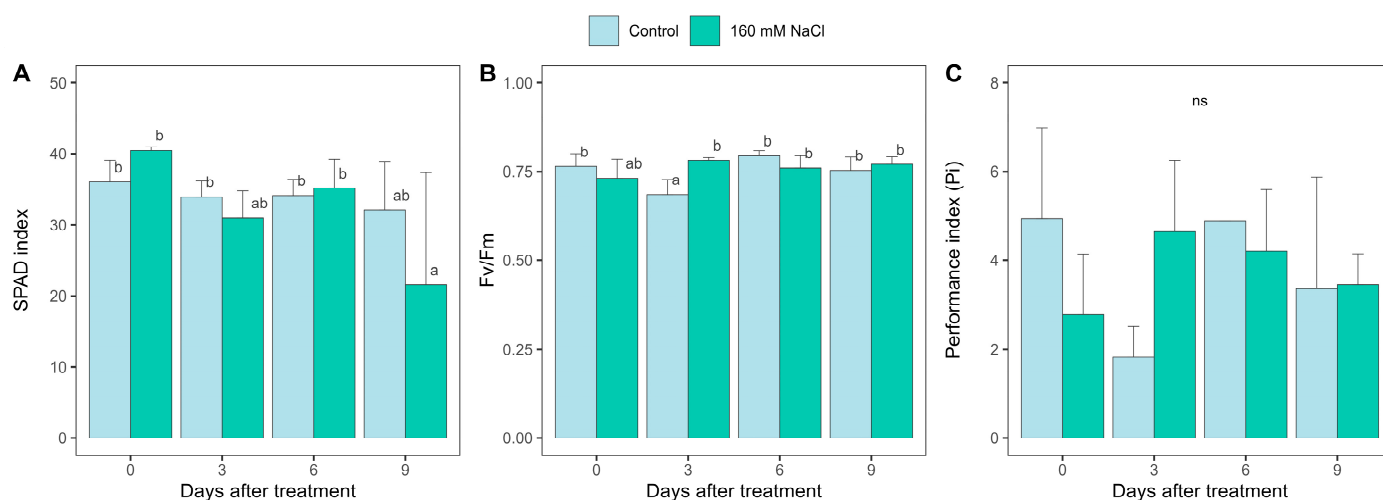 Control 160 mM NaCl
A
SPAD index
50
40
30
20
10
0
b
b
b
ab
b
b
ab
a
0 3 6 9
Days after treatment
B
Fv/Fm
1.00
0.75
0.50
0.25
0.00
b
ab
a
b
b
b
b
b
0 3 6 9
Days after treatment
C
Performance index (Pi)
8
6
4
2
0
ns
0 3 6 9
Days after treatment